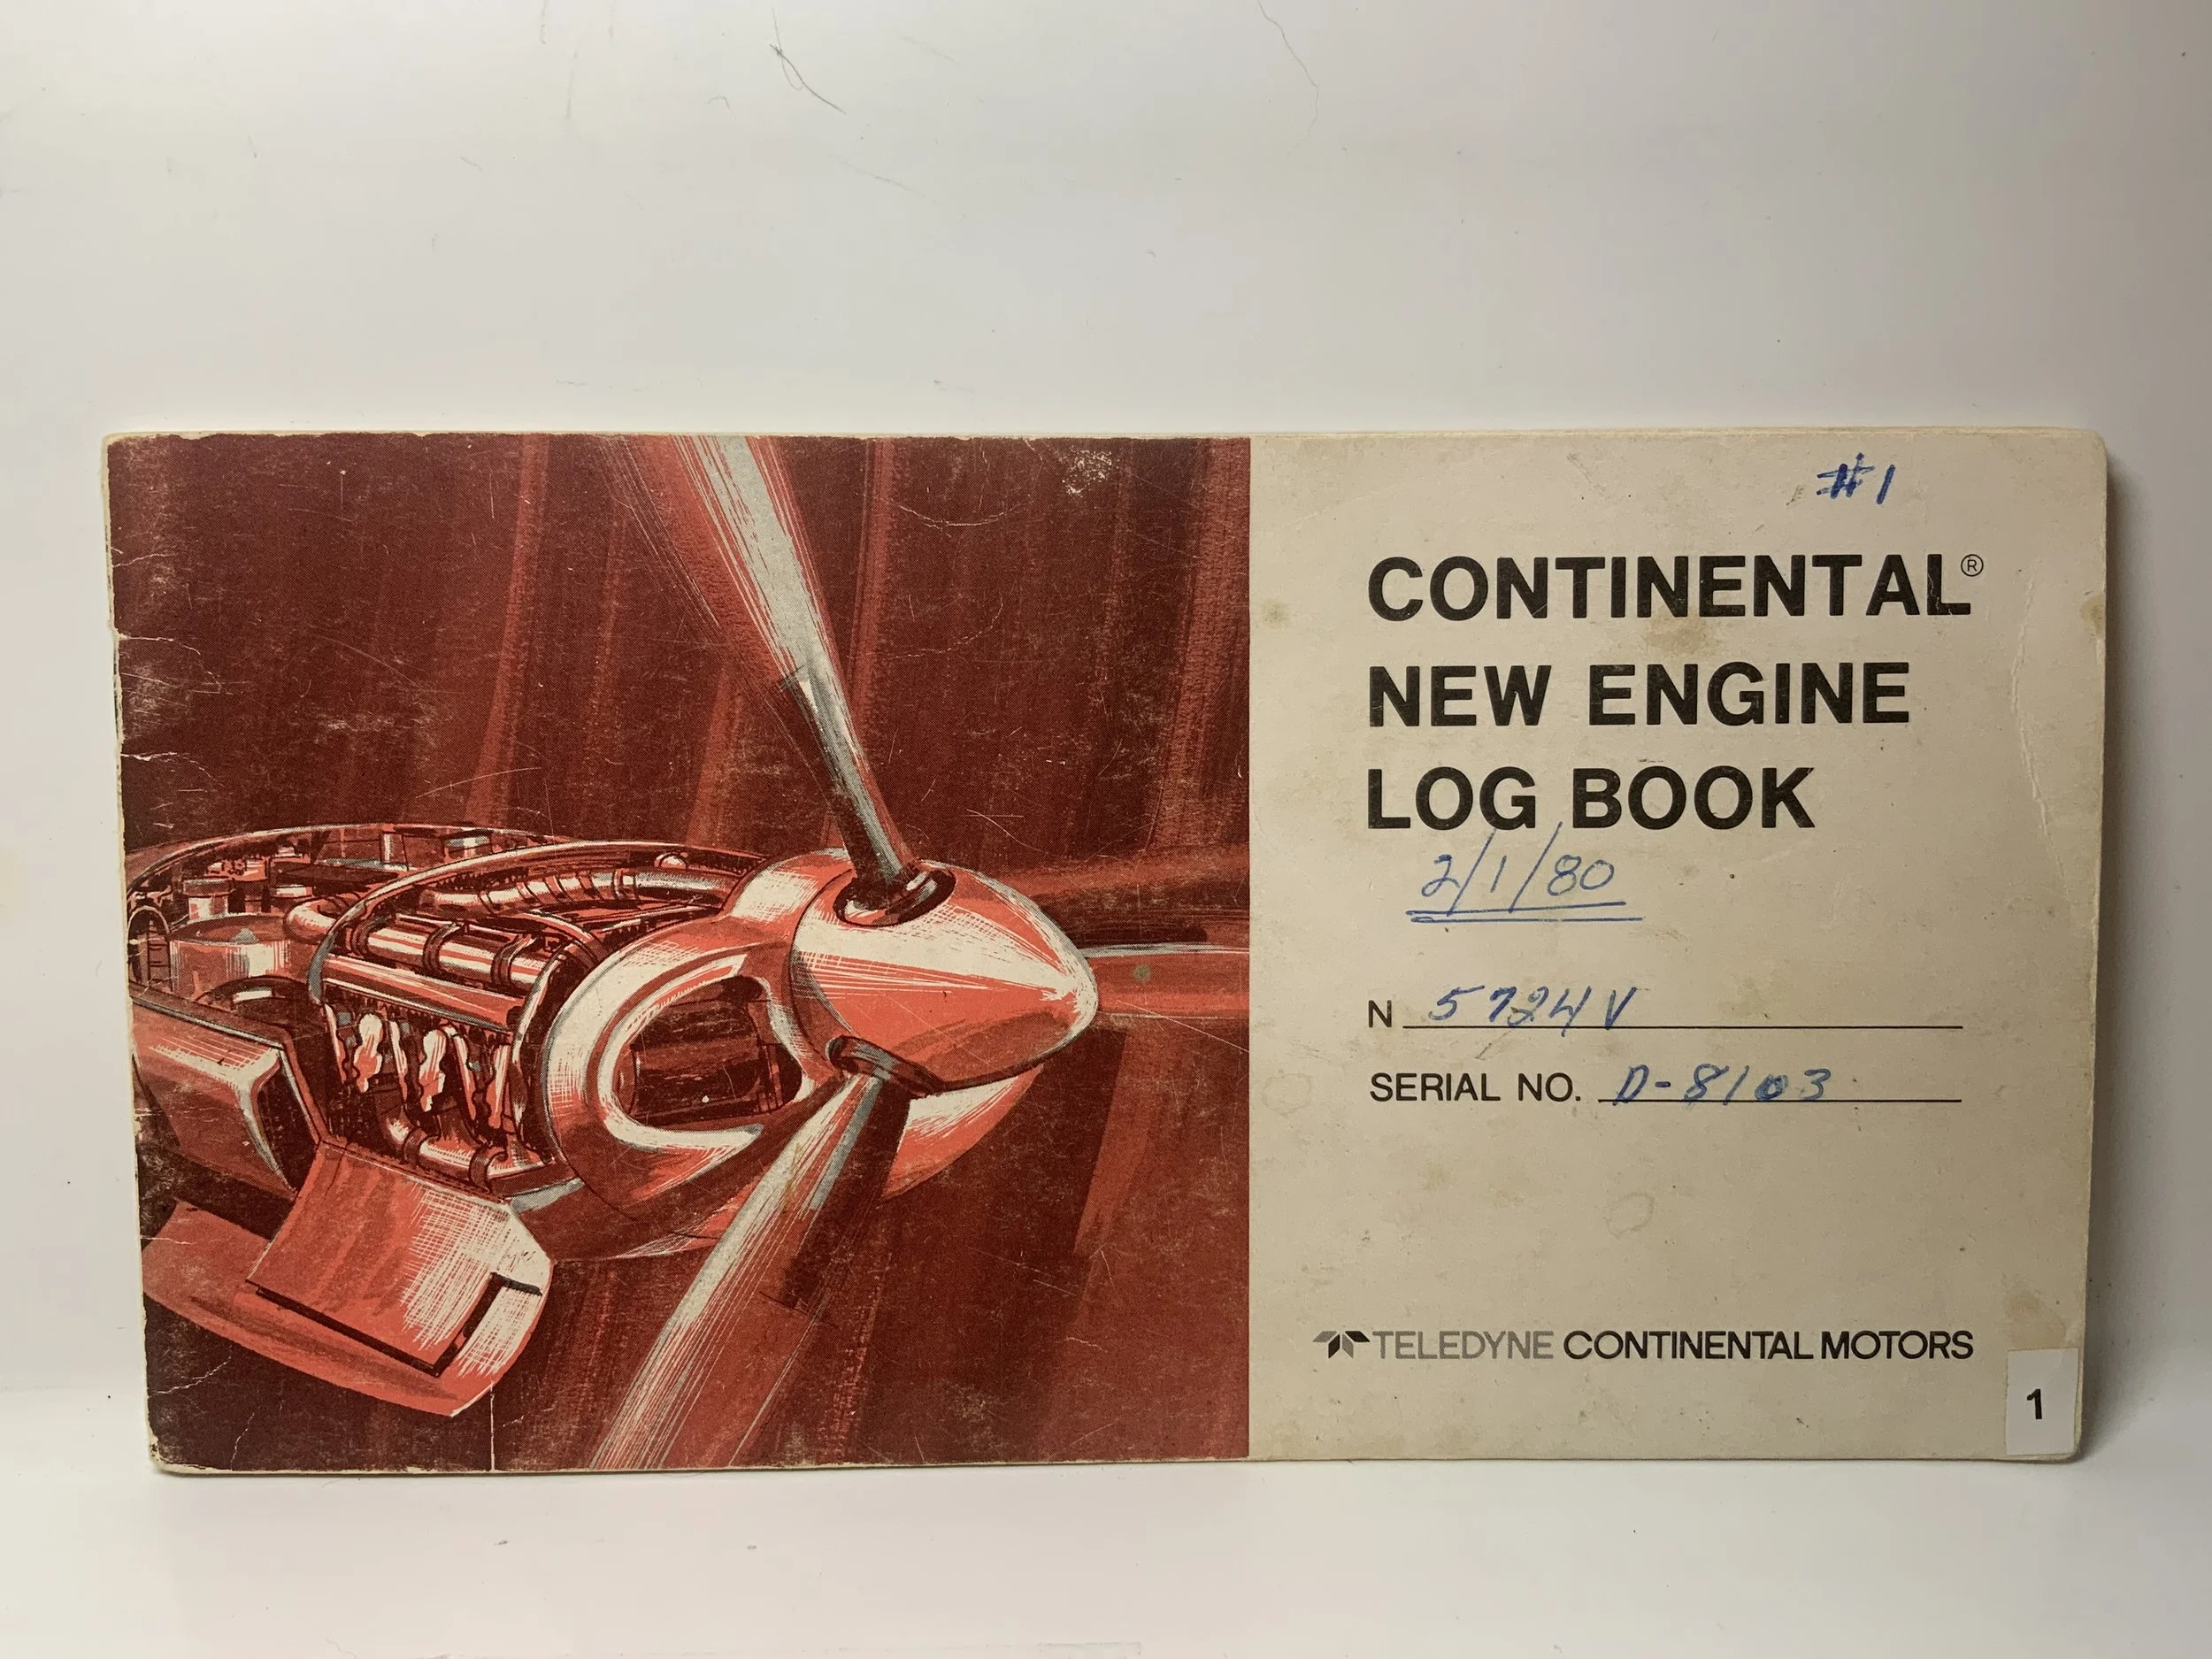 #1
CONTINENTAL®
NEW ENGINE
LOG BOOK
2/1/80
N 5724V
SERIAL NO. D-8103
TELEDYNE CONTINENTAL MOTORS
1